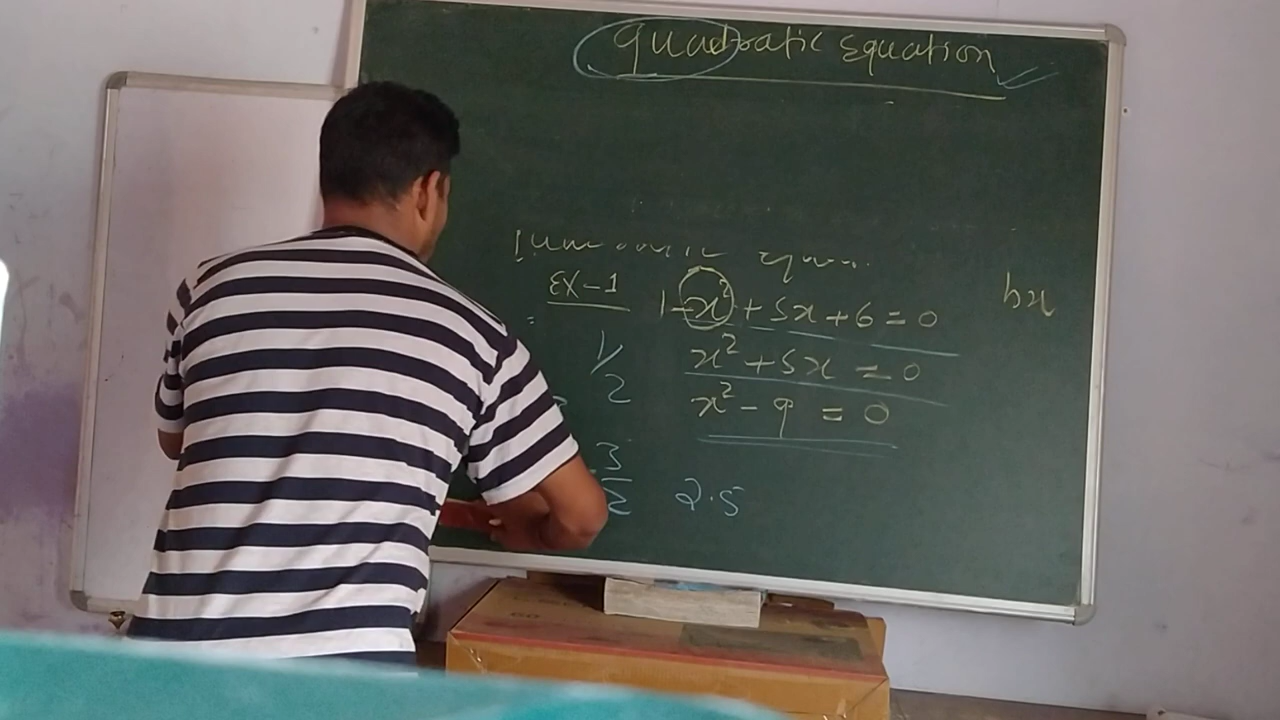 Quadratic Equation
EX-1 1-x²+5x+6=0
bx
1/2 x²+5x=0
x²-9=0
3
2 2.5